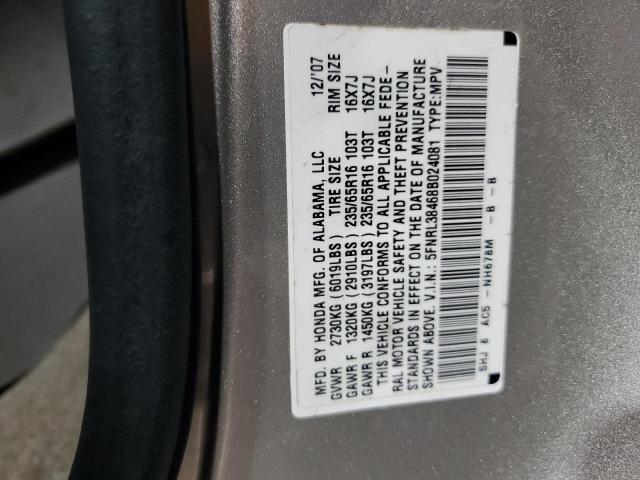 MFD. BY HONDA MFG. OF ALABAMA, LLC 12/'07
GVWR 2730KG (6019LBS) TIRE SIZE RIM SIZE
GAWR F 1320KG (2910LBS) 235/65R16 103T 16X7J
GAWR R 1450KG (3197LBS) 235/65R16 103T 16X7J
THIS VEHICLE CONFORMS TO ALL APPLICABLE FEDE-
RAL MOTOR VEHICLE SAFETY AND THEFT PREVENTION
STANDARDS IN EFFECT ON THE DATE OF MANUFACTURE
SHOWN ABOVE. V.I.N.: 5FNRL38468B024081 TYPE:MPV
SHJ 8 AC5 - NH678M - B - B